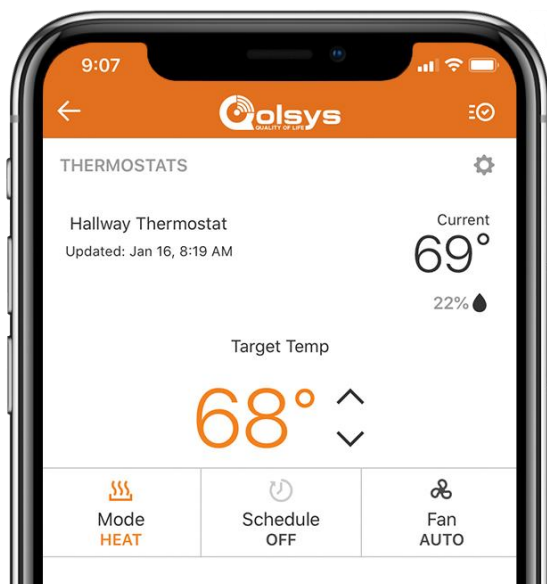 9:07
Qolsys
QUALITY OF LIFE
THERMOSTATS
Hallway Thermostat
Updated: Jan 16, 8:19 AM
Current
69°
22%
Target Temp
68°
Mode
HEAT
Schedule
OFF
Fan
AUTO